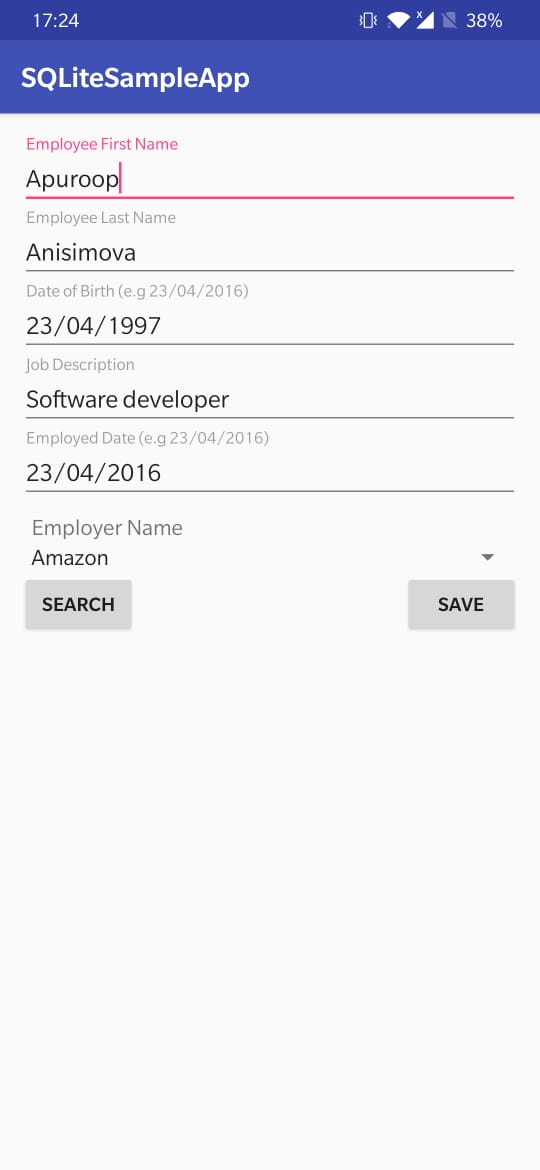 17:24
38%
SQLiteSampleApp
Employee First Name
Apuroop
Employee Last Name
Anisimova
Date of Birth (e.g 23/04/2016)
23/04/1997
Job Description
Software developer
Employed Date (e.g 23/04/2016)
23/04/2016
Employer Name
Amazon
SEARCH
SAVE